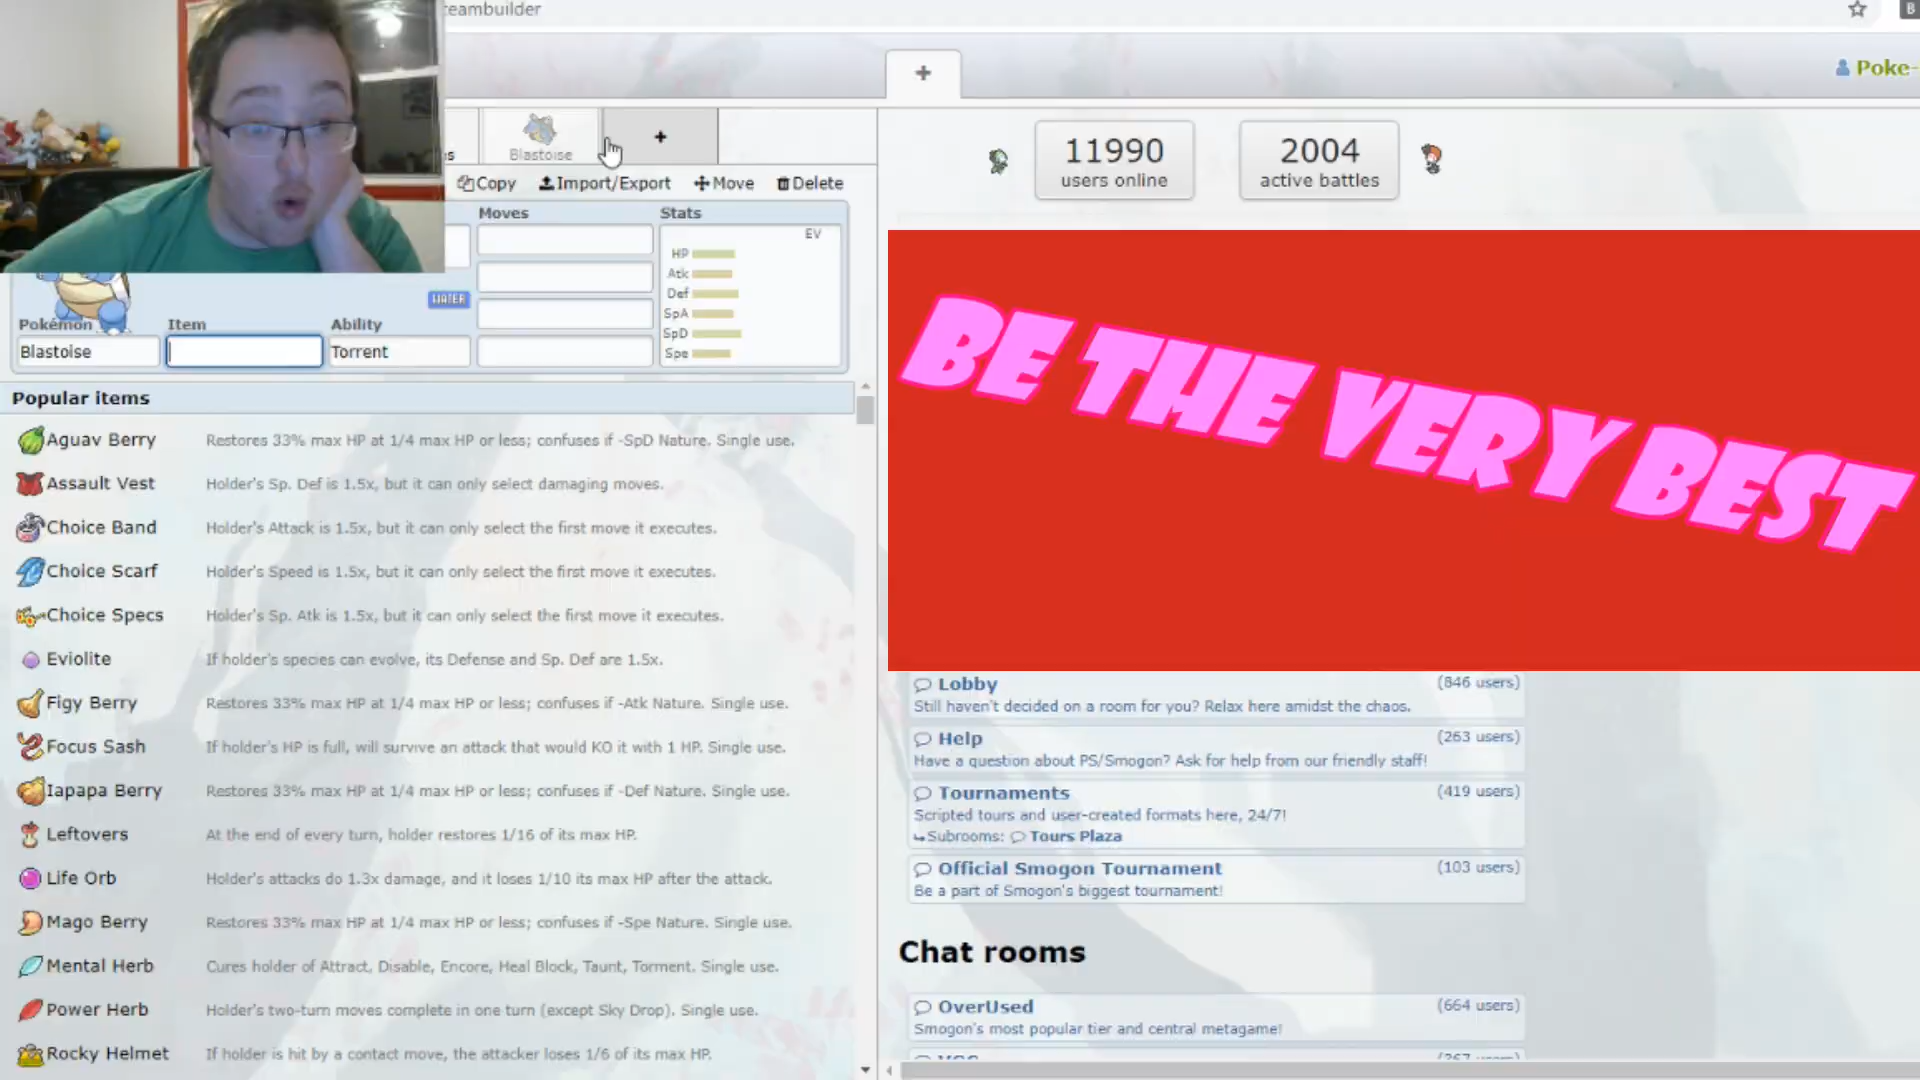 eambuilder
Poke-
+
Blastoise
+
s
Copy
Import/Export
Move
Delete
11990
users online
2004
active battles
Moves
Stats
EV
HP
Atk
Def
SpA
SpD
Spe
WATER
Pokémon
Item
Ability
Blastoise
Torrent
BE THE VERY BEST
Popular items
Aguav Berry Restores 33% max HP at 1/4 max HP or less; confuses if -SpD Nature. Single use.
Assault Vest Holder's Sp. Def is 1.5x, but it can only select damaging moves.
Choice Band Holder's Attack is 1.5x, but it can only select the first move it executes.
Choice Scarf Holder's Speed is 1.5x, but it can only select the first move it executes.
Choice Specs Holder's Sp. Atk is 1.5x, but it can only select the first move it executes.
Eviolite If holder's species can evolve, its Defense and Sp. Def are 1.5x.
Figy Berry Restores 33% max HP at 1/4 max HP or less; confuses if -Atk Nature. Single use.
Focus Sash If holder's HP is full, will survive an attack that would KO it with 1 HP. Single use.
Iapapa Berry Restores 33% max HP at 1/4 max HP or less; confuses if -Def Nature. Single use.
Leftovers At the end of every turn, holder restores 1/16 of its max HP.
Life Orb Holder's attacks do 1.3x damage, and it loses 1/10 its max HP after the attack.
Mago Berry Restores 33% max HP at 1/4 max HP or less; confuses if -Spe Nature. Single use.
Mental Herb Cures holder of Attract, Disable, Encore, Heal Block, Taunt, Torment. Single use.
Power Herb Holder's two-turn moves complete in one turn (except Sky Drop). Single use.
Rocky Helmet If holder is hit by a contact move, the attacker loses 1/6 of its max HP.
Lobby (846 users)
Still haven't decided on a room for you? Relax here amidst the chaos.
Help (263 users)
Have a question about PS/Smogon? Ask for help from our friendly staff!
Tournaments (419 users)
Scripted tours and user-created formats here, 24/7!
Subrooms: Tours Plaza
Official Smogon Tournament (103 users)
Be a part of Smogon's biggest tournament!
Chat rooms
OverUsed (664 users)
Smogon's most popular tier and central metagame!